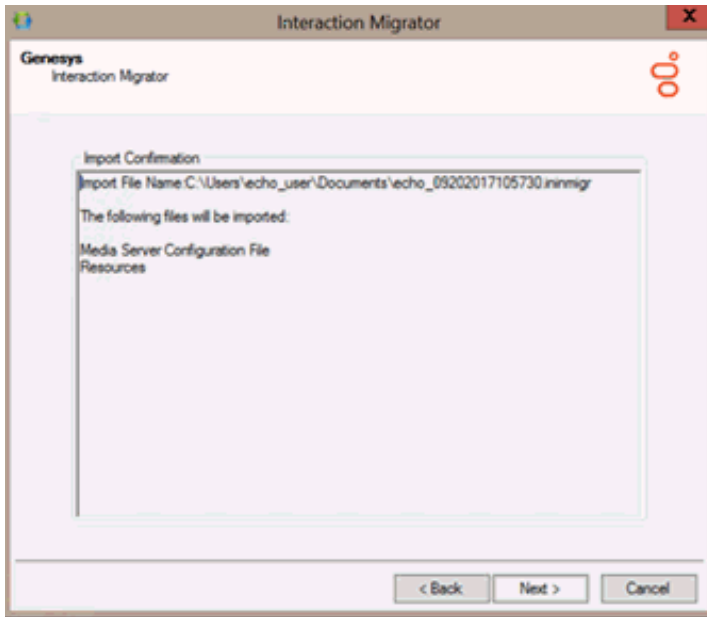 Interaction Migrator
X
Genesys
Interaction Migrator
Import Confirmation
Import File Name:C:\Users\echo_user\Documents\echo_09202017105730.ininmigr
The following files will be imported:
Media Server Configuration File
Resources
< Back
Next >
Cancel